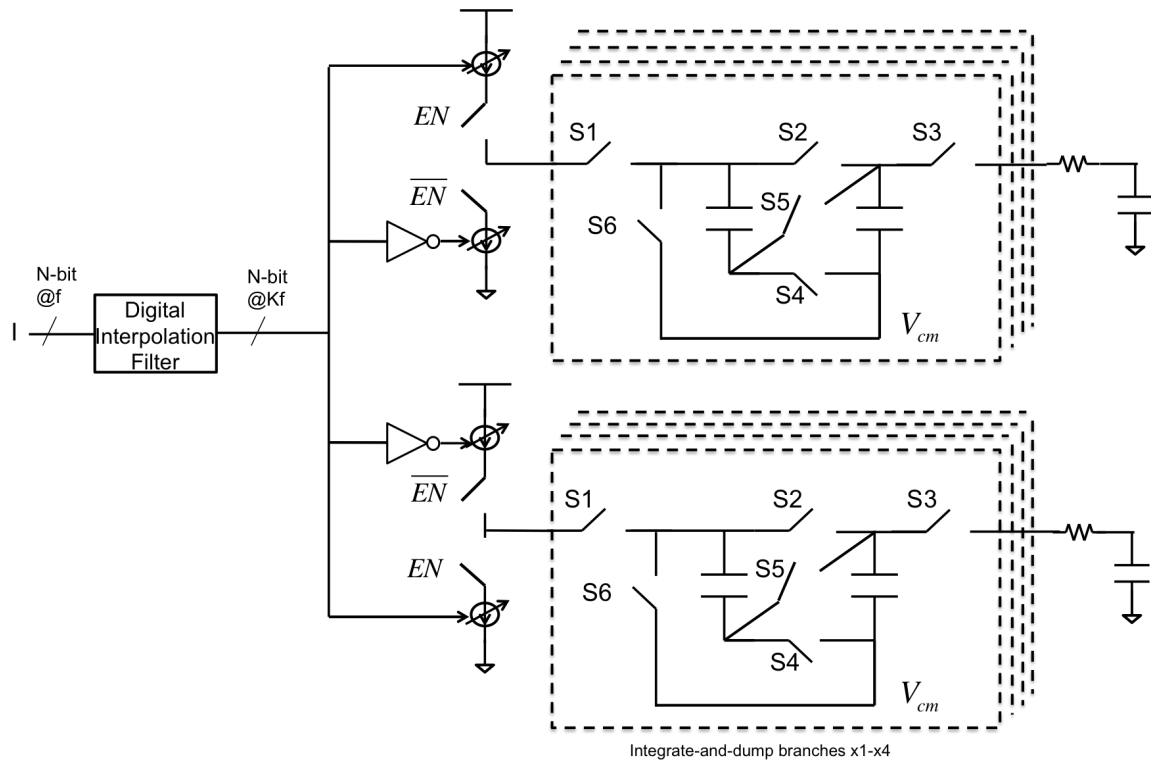 EN
S1
S2
S3
EN
S5
S6
N-bit
@f
N-bit
@Kf
I
Digital
Interpolation
Filter
S4
Vcm
EN
S1
S2
S3
EN
S5
S6
S4
Vcm
Integrate-and-dump branches x1-x4